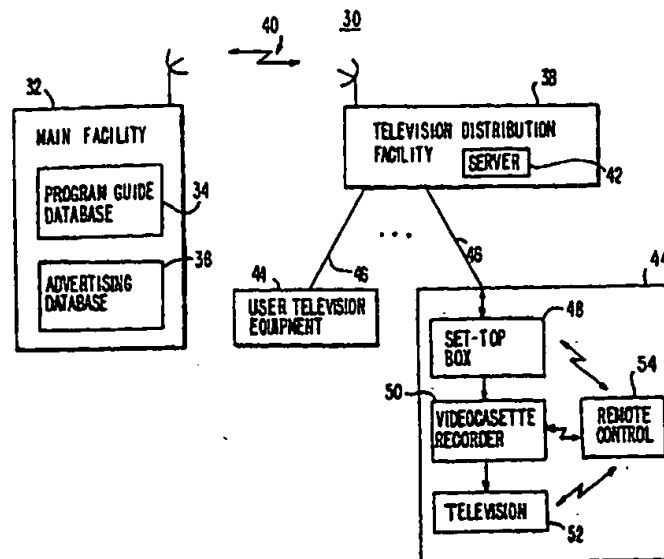 40
30
32
38
MAIN FACILITY
TELEVISION DISTRIBUTION
FACILITY
SERVER
42
PROGRAM GUIDE
DATABASE
34
ADVERTISING
DATABASE
36
...
46
46
44
USER TELEVISION
EQUIPMENT
44
SET-TOP
BOX
48
54
50
VIDEOCASETTE
RECORDER
REMOTE
CONTROL
TELEVISION
52